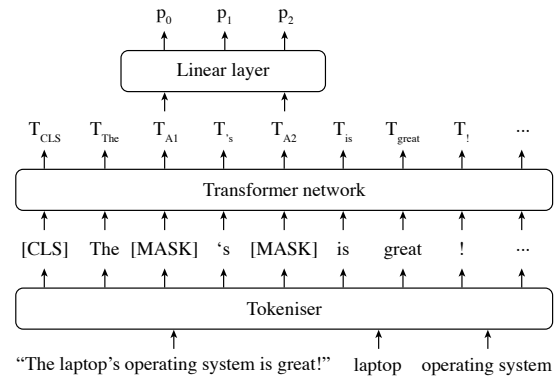 p0 p1 p2
Linear layer
TCLS TThe TA1 T's TA2 Tis Tgreat T! ...
Transformer network
[CLS] The [MASK] ‘s [MASK] is great ! ...
Tokeniser
“The laptop’s operating system is great!” laptop operating system